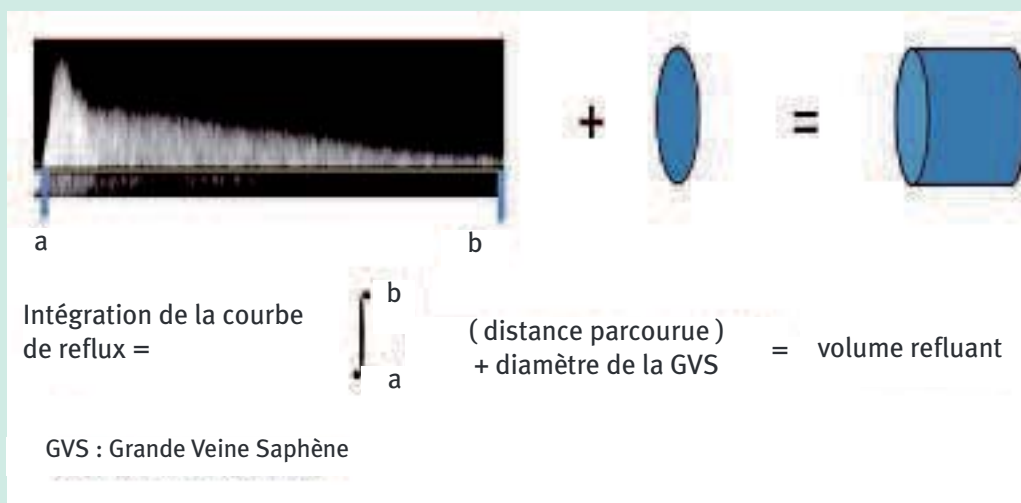 + =
a b
Intégration de la courbe
de reflux =
∫ b
a
( distance parcourue )
+ diamètre de la GVS
= volume refluant
GVS : Grande Veine Saphène